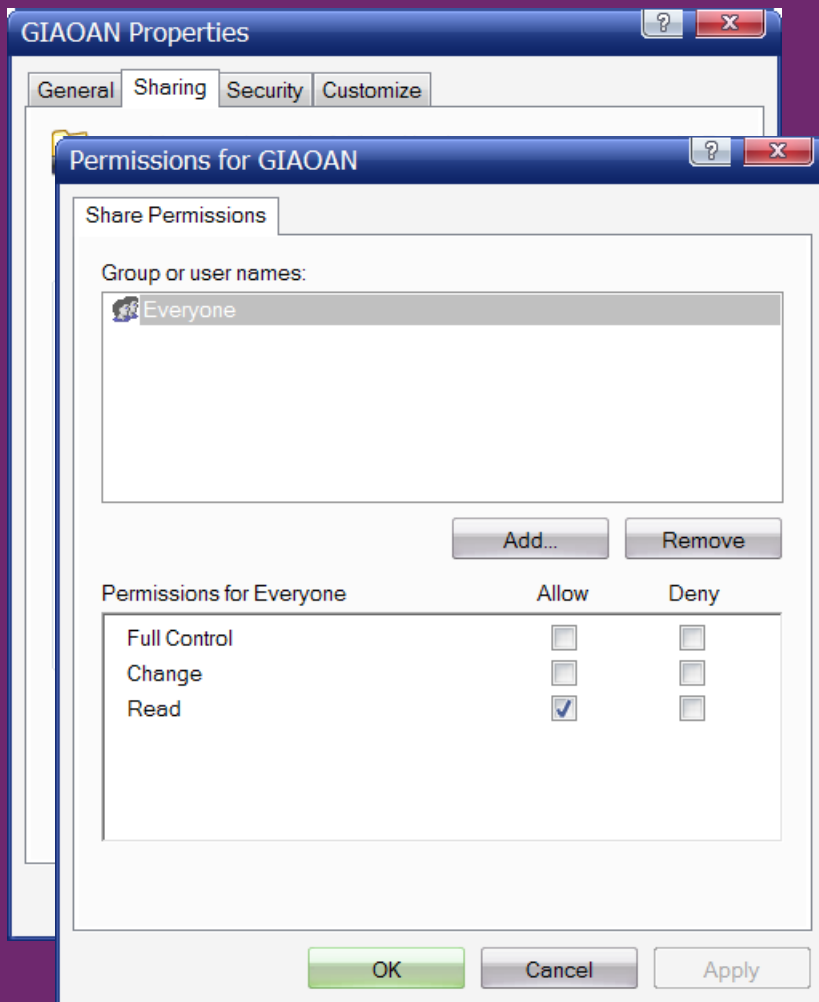 GIAOAN Properties
General Sharing Security Customize
Permissions for GIAOAN
Share Permissions
Group or user names:
Everyone
Add... Remove
Permissions for Everyone Allow Deny
Full Control
Change
Read
OK Cancel Apply